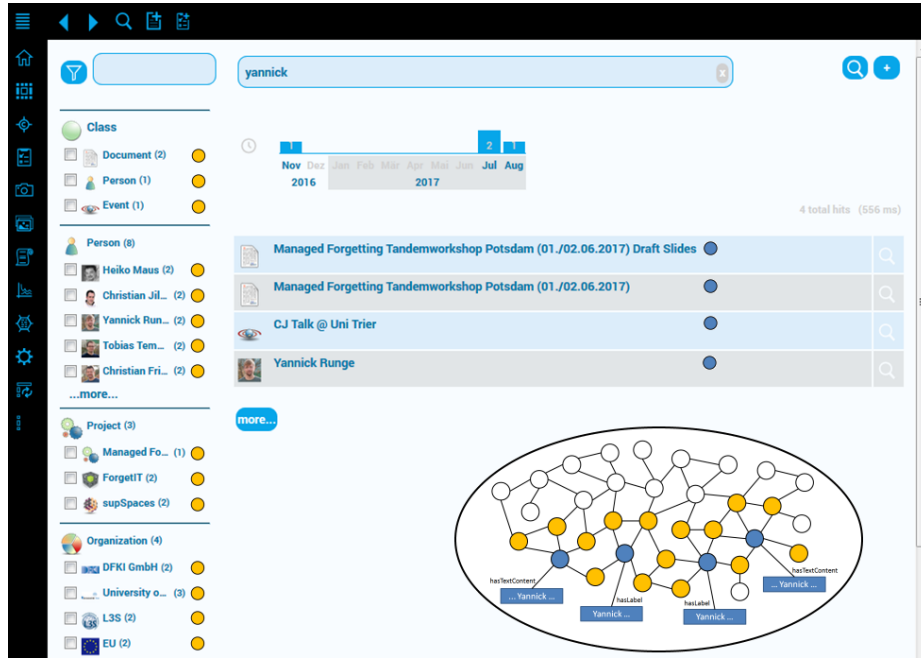 yannick
x
+
Class
Document (2)
Person (1)
Event (1)
1 2 1
Nov Dez Jan Feb Mär Apr Mai Jun Jul Aug
2016 2017
4 total hits (556 ms)
Person (8)
Heiko Maus (2)
Christian Jil... (2)
Yannick Run... (2)
Tobias Tem... (2)
Christian Fri... (2)
...more...
Managed Forgetting Tandemworkshop Potsdam (01./02.06.2017) Draft Slides
Managed Forgetting Tandemworkshop Potsdam (01./02.06.2017)
CJ Talk @ Uni Trier
Yannick Runge
more...
Project (3)
Managed Fo... (1)
ForgetIT (2)
supSpaces (2)
Organization (4)
DFKI GmbH (2)
University o... (3)
L3S (2)
EU (2)
hasTextContent
... Yannick ...
hasLabel
Yannick ...
hasLabel
Yannick ...
hasTextContent
... Yannick ...